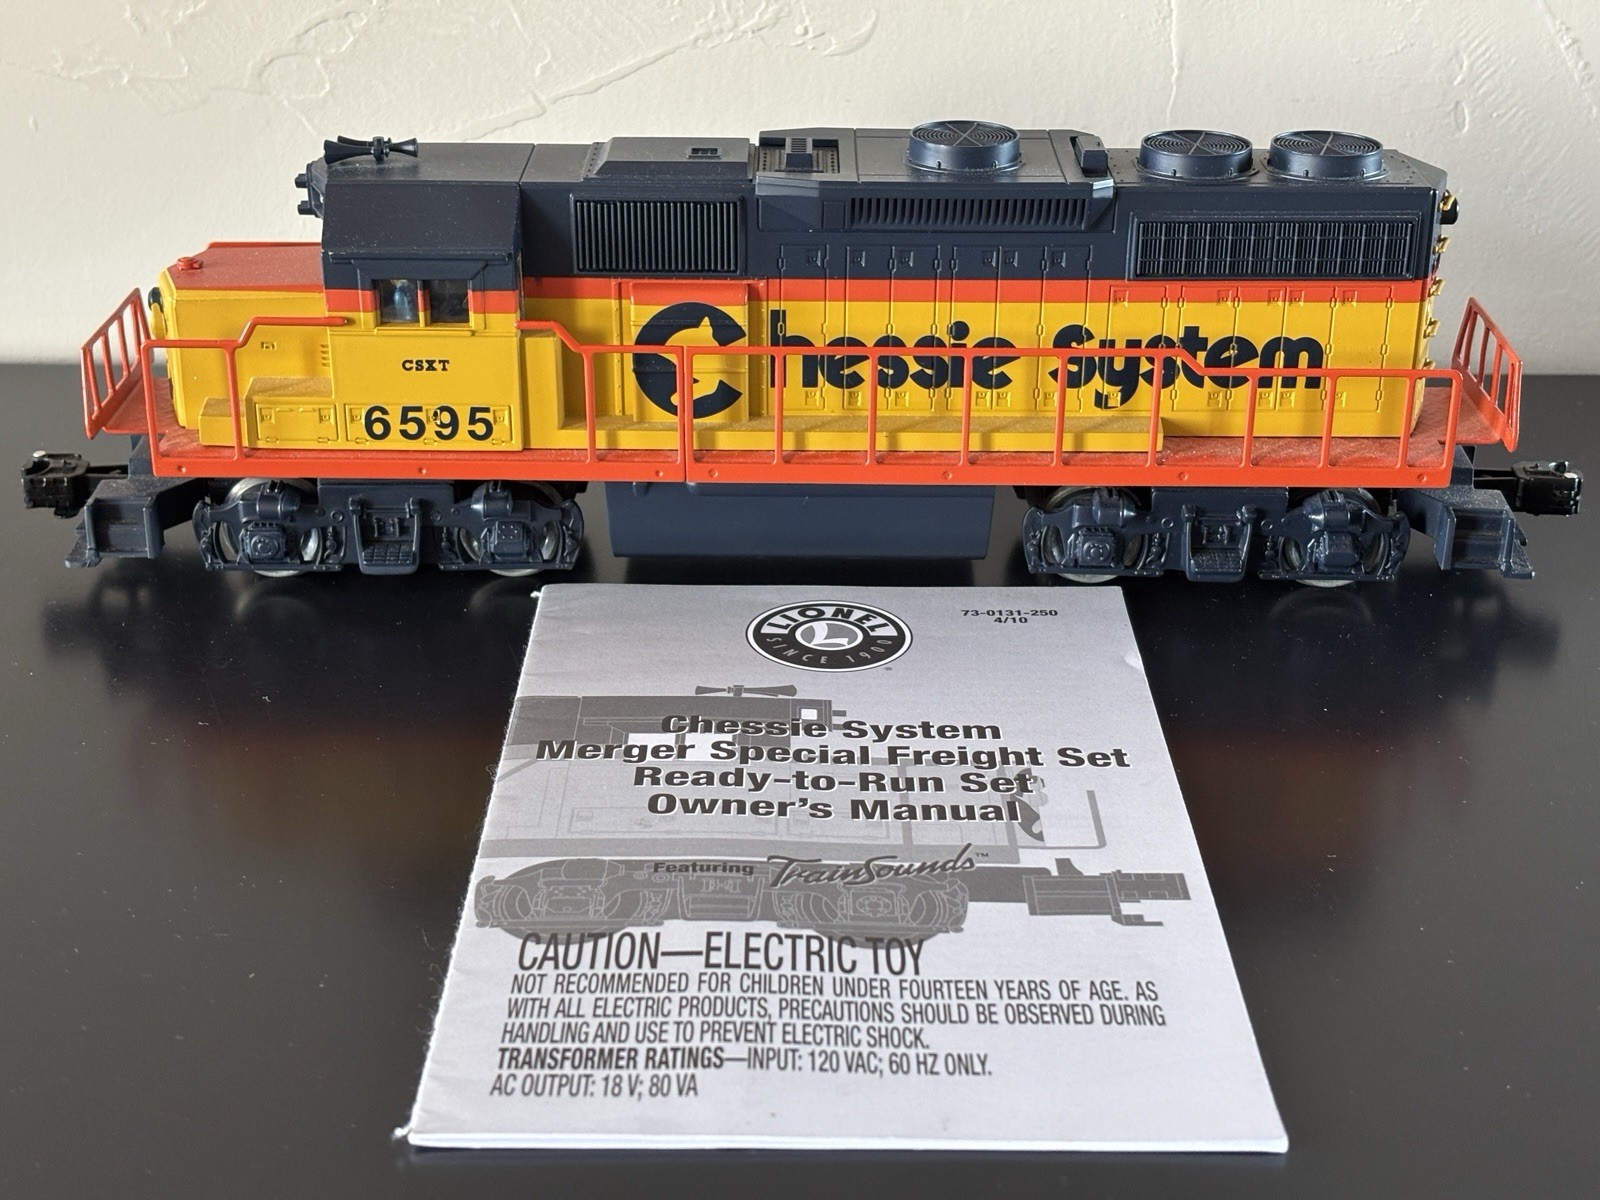 Chessie System
CSXT
6595
LIONEL
SINCE 1900
73-0131-250
4/10
Chessie System
Merger Special Freight Set
Ready-to-Run Set
Owner's Manual
Featuring TrainSounds™
CAUTION—ELECTRIC TOY
NOT RECOMMENDED FOR CHILDREN UNDER FOURTEEN YEARS OF AGE. AS
WITH ALL ELECTRIC PRODUCTS, PRECAUTIONS SHOULD BE OBSERVED DURING
HANDLING AND USE TO PREVENT ELECTRIC SHOCK.
TRANSFORMER RATINGS—INPUT: 120 VAC; 60 HZ ONLY.
AC OUTPUT: 18 V; 80 VA